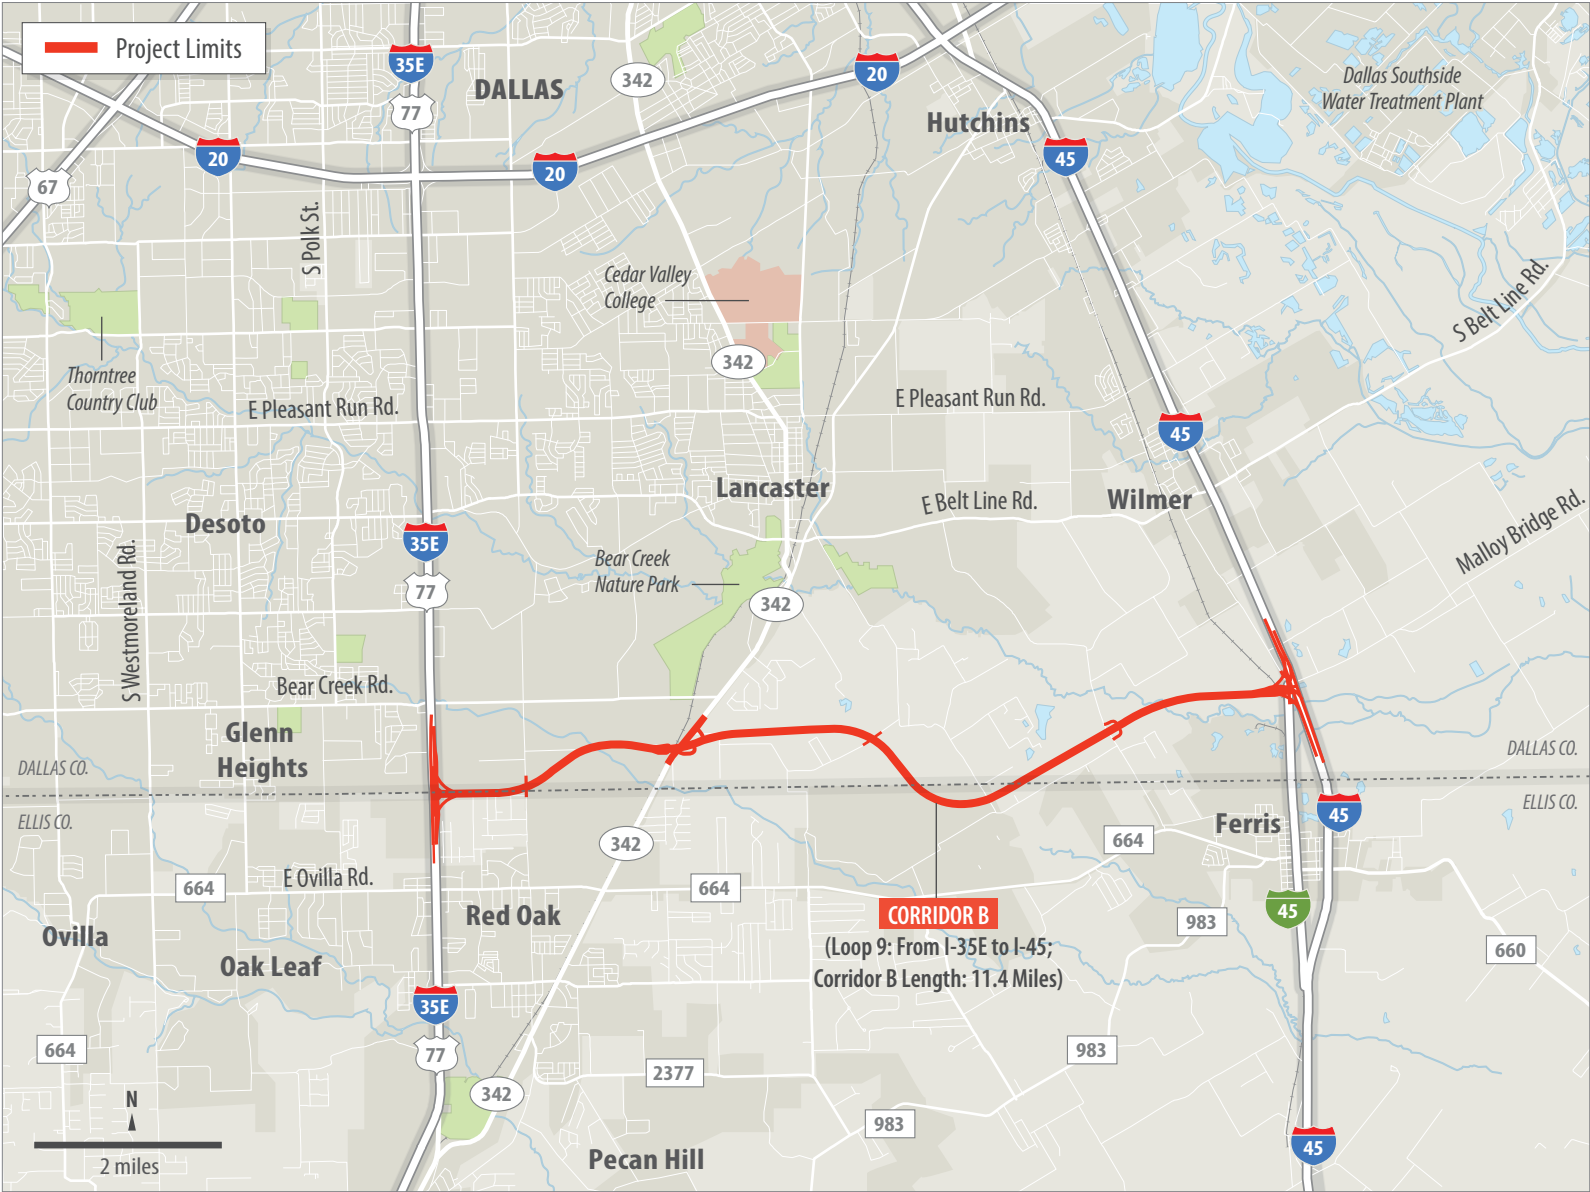 Project Limits
35E
77
DALLAS
342
20
Hutchins
Dallas Southside
Water Treatment Plant
20
20
45
67
S Polk St.
Cedar Valley
College
S Belt Line Rd.
342
Thorntree
Country Club
E Pleasant Run Rd.
E Pleasant Run Rd.
45
Lancaster
E Belt Line Rd.
Wilmer
Desoto
35E
77
Malloy Bridge Rd.
Bear Creek
Nature Park
342
S Westmoreland Rd.
Bear Creek Rd.
Glenn
Heights
DALLAS CO.
ELLIS CO.
DALLAS CO.
ELLIS CO.
45
Ferris
342
664
E Ovilla Rd.
664
664
Red Oak
CORRIDOR B
(Loop 9: From I-35E to I-45;
Corridor B Length: 11.4 Miles)
45
983
660
Ovilla
Oak Leaf
35E
77
664
983
2377
342
983
N
2 miles
Pecan Hill
45